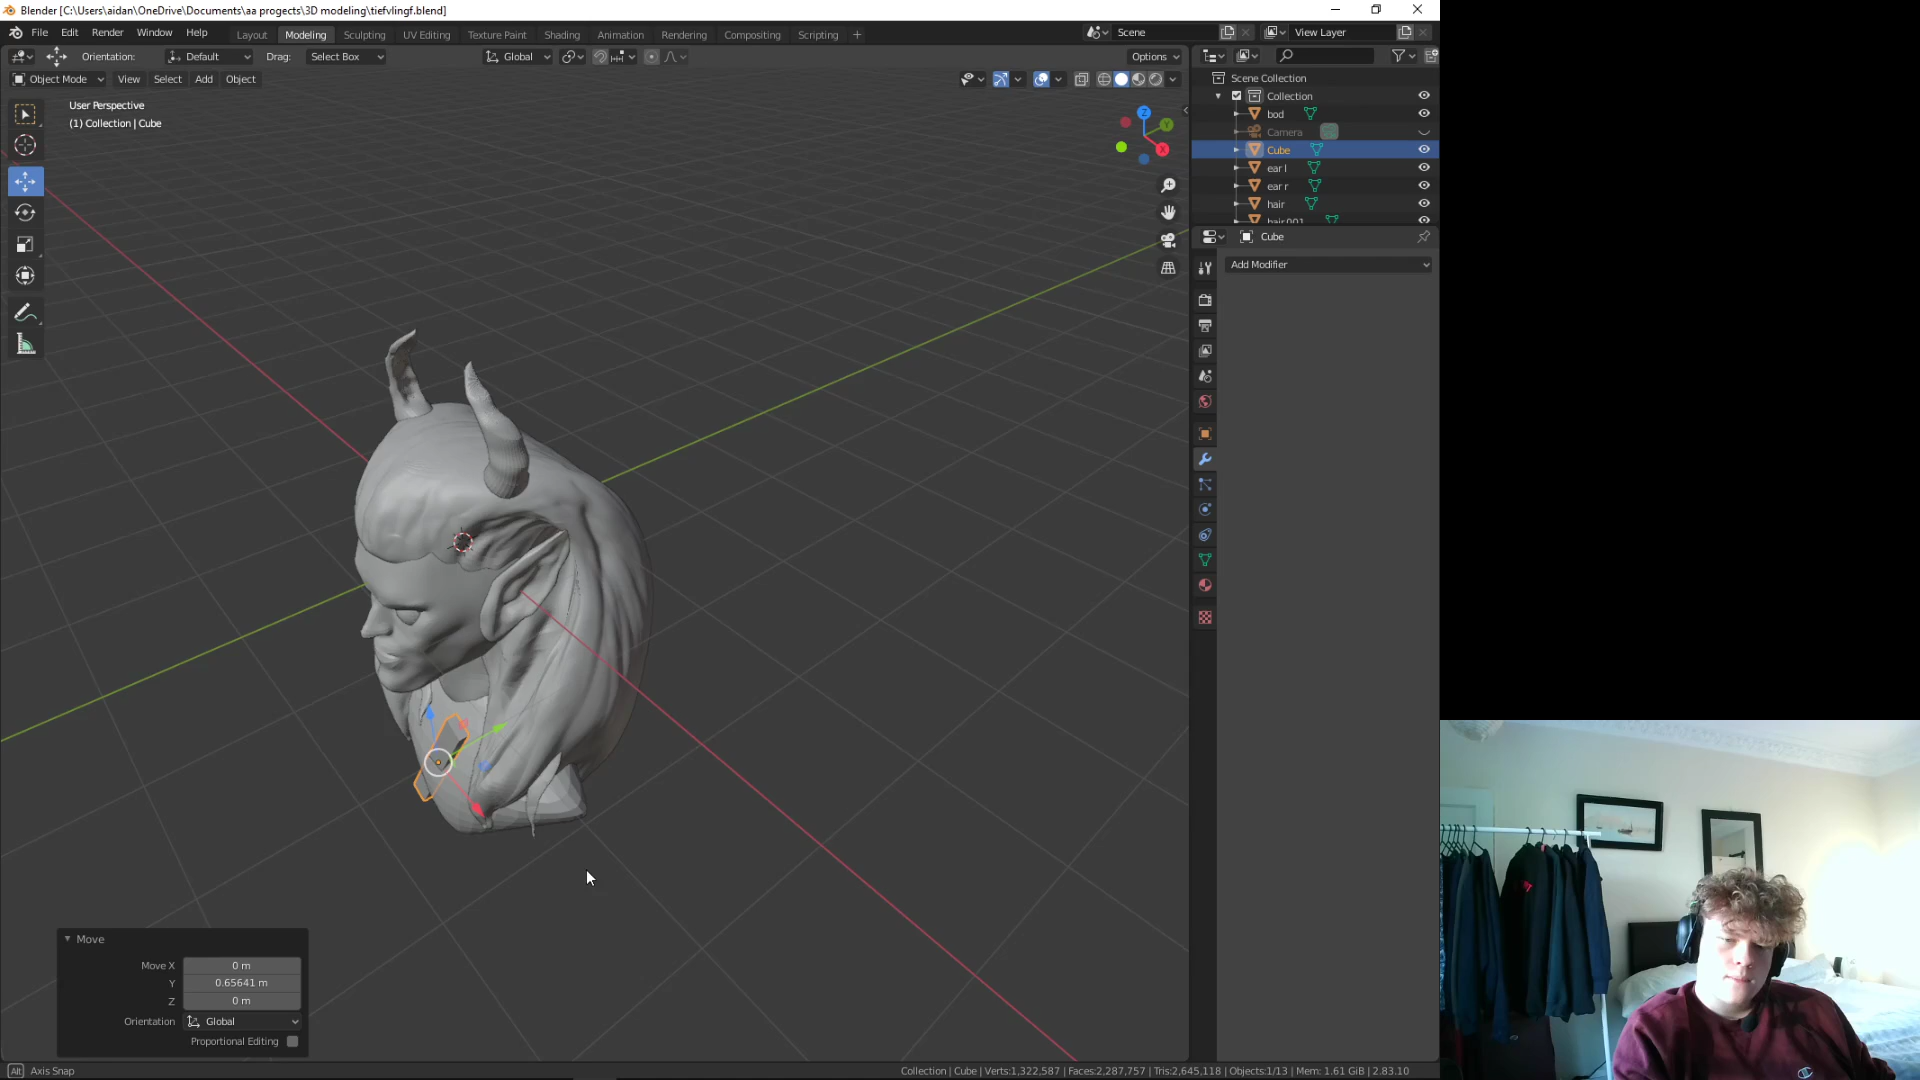 Blender [C:\Users\aidan\OneDrive\Documents\aa progects\3D modeling\tiefvlingf.blend]
File Edit Render Window Help
Layout Modeling Sculpting UV Editing Texture Paint Shading Animation Rendering Compositing Scripting +
Scene
View Layer
Orientation: Default Drag: Select Box
Global
Options
Object Mode View Select Add Object
User Perspective
(1) Collection | Cube
Z
Y
X
Scene Collection
Collection
bod
Camera
Cube
ear l
ear r
hair
hair.001
Cube
Add Modifier
Move
Move X 0 m
Y 0.65641 m
Z 0 m
Orientation Global
Proportional Editing
Alt Axis Snap
Collection | Cube | Verts:1,322,587 | Faces:2,287,757 | Tris:2,645,118 | Objects:1/13 | Mem: 1.61 GiB | 2.83.10